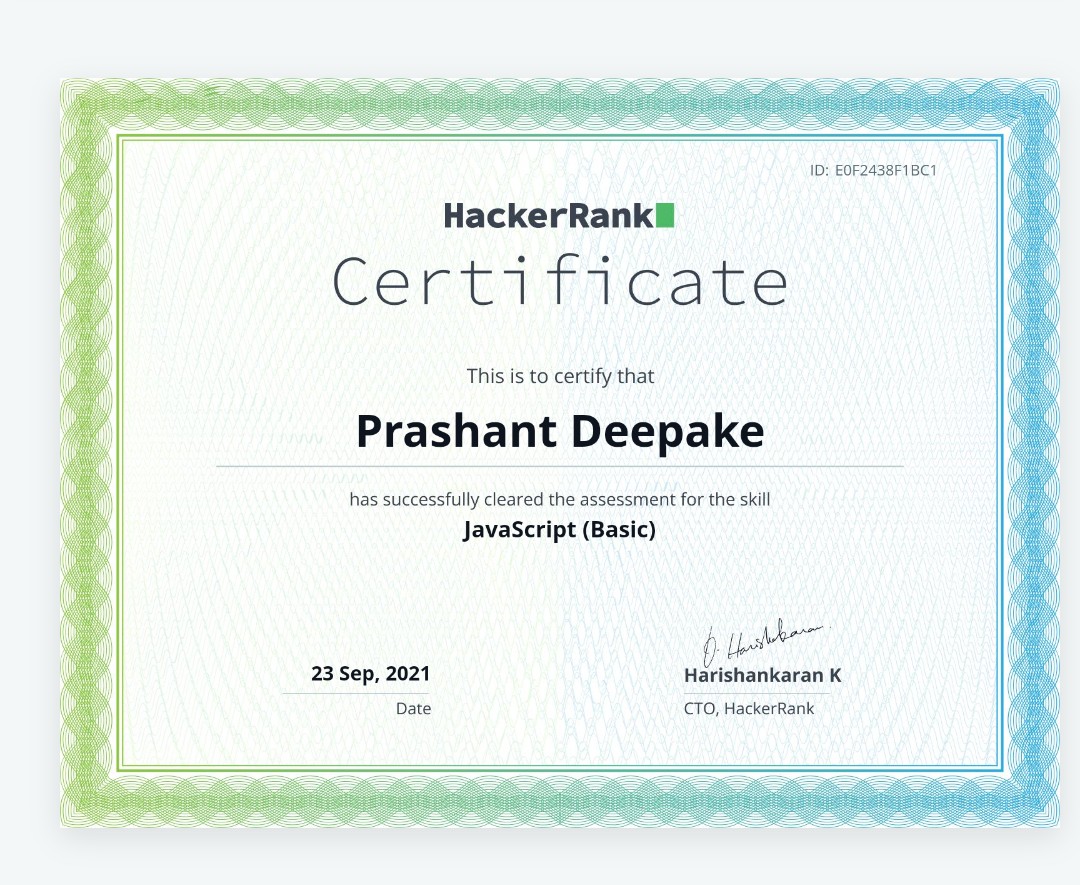 ID: E0F2438F1BC1
HackerRank
Certificate
This is to certify that
Prashant Deepake
has successfully cleared the assessment for the skill
JavaScript (Basic)
23 Sep, 2021
Date
Harishankaran K
CTO, HackerRank